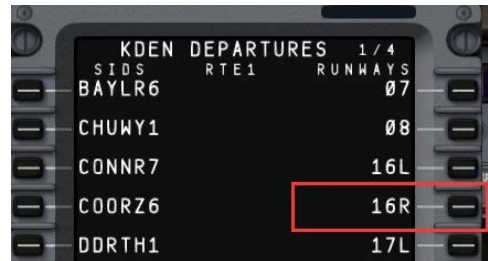 KDEN DEPARTURES 1/4
SIDS RTE1 RUNWAYS
BAYLR6 07
CHUWY1 08
CONNR7 16L
COORZ6 16R
DDRTH1 17L